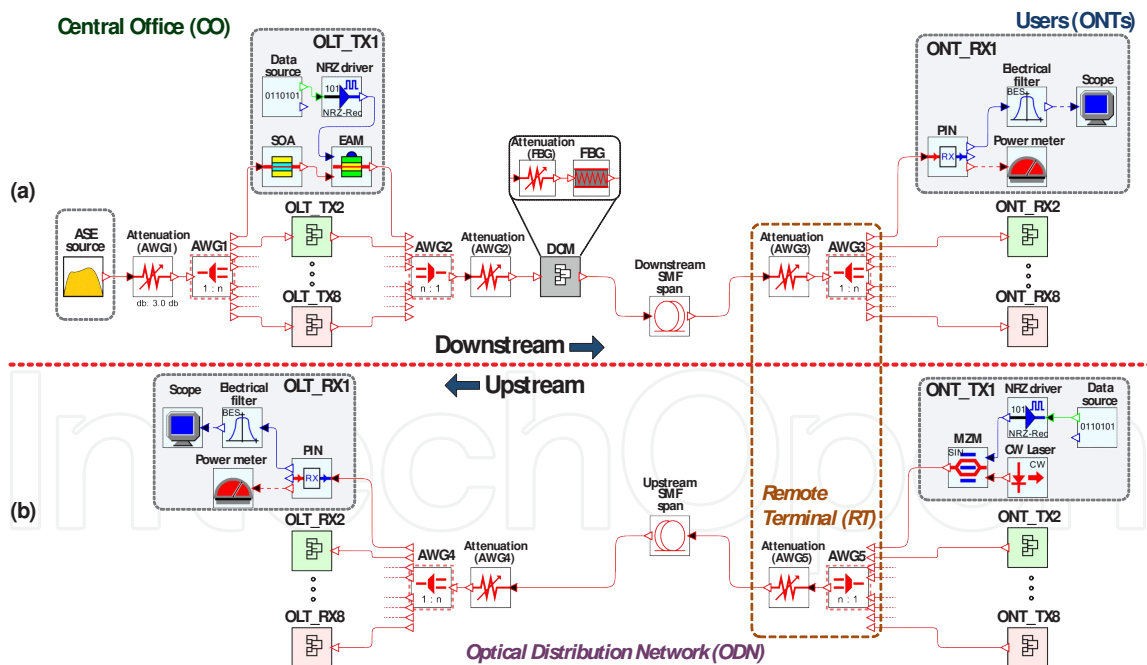 Central Office (CO)
Users (ONTs)
OLT_TX1
Data
source
NRZ driver
0110101
101
NRZ-Rec
SOA
EAM
ONT_RX1
Electrical
filter
Scope
BES
PIN
RX
Power meter
Attenuation
(FBG)
FBG
(a)
ASE
source
Attenuation
(AWG1)
db: 3.0 db
AWG1
1 : n
OLT_TX2
OLT_TX8
AWG2
n : 1
Attenuation
(AWG2)
DCM
Downstream
SMF
span
Attenuation
(AWG3)
AWG3
1 : n
ONT_RX2
ONT_RX8
Downstream
Upstream
IntechOpen
OLT_RX1
Scope
Electrical
filter
BES
Power meter
PIN
RX
(b)
OLT_RX2
OLT_RX8
AWG4
1 : n
Attenuation
(AWG4)
Upstream
SMF
span
Remote
Terminal (RT)
Attenuation
(AWG5)
AWG5
n : 1
ONT_TX1
NRZ driver
Data
source
101
NRZ-Rec
0110101
MZM
SIN
CW Laser
CW
ONT_TX2
ONT_TX8
Optical Distribution Network (ODN)